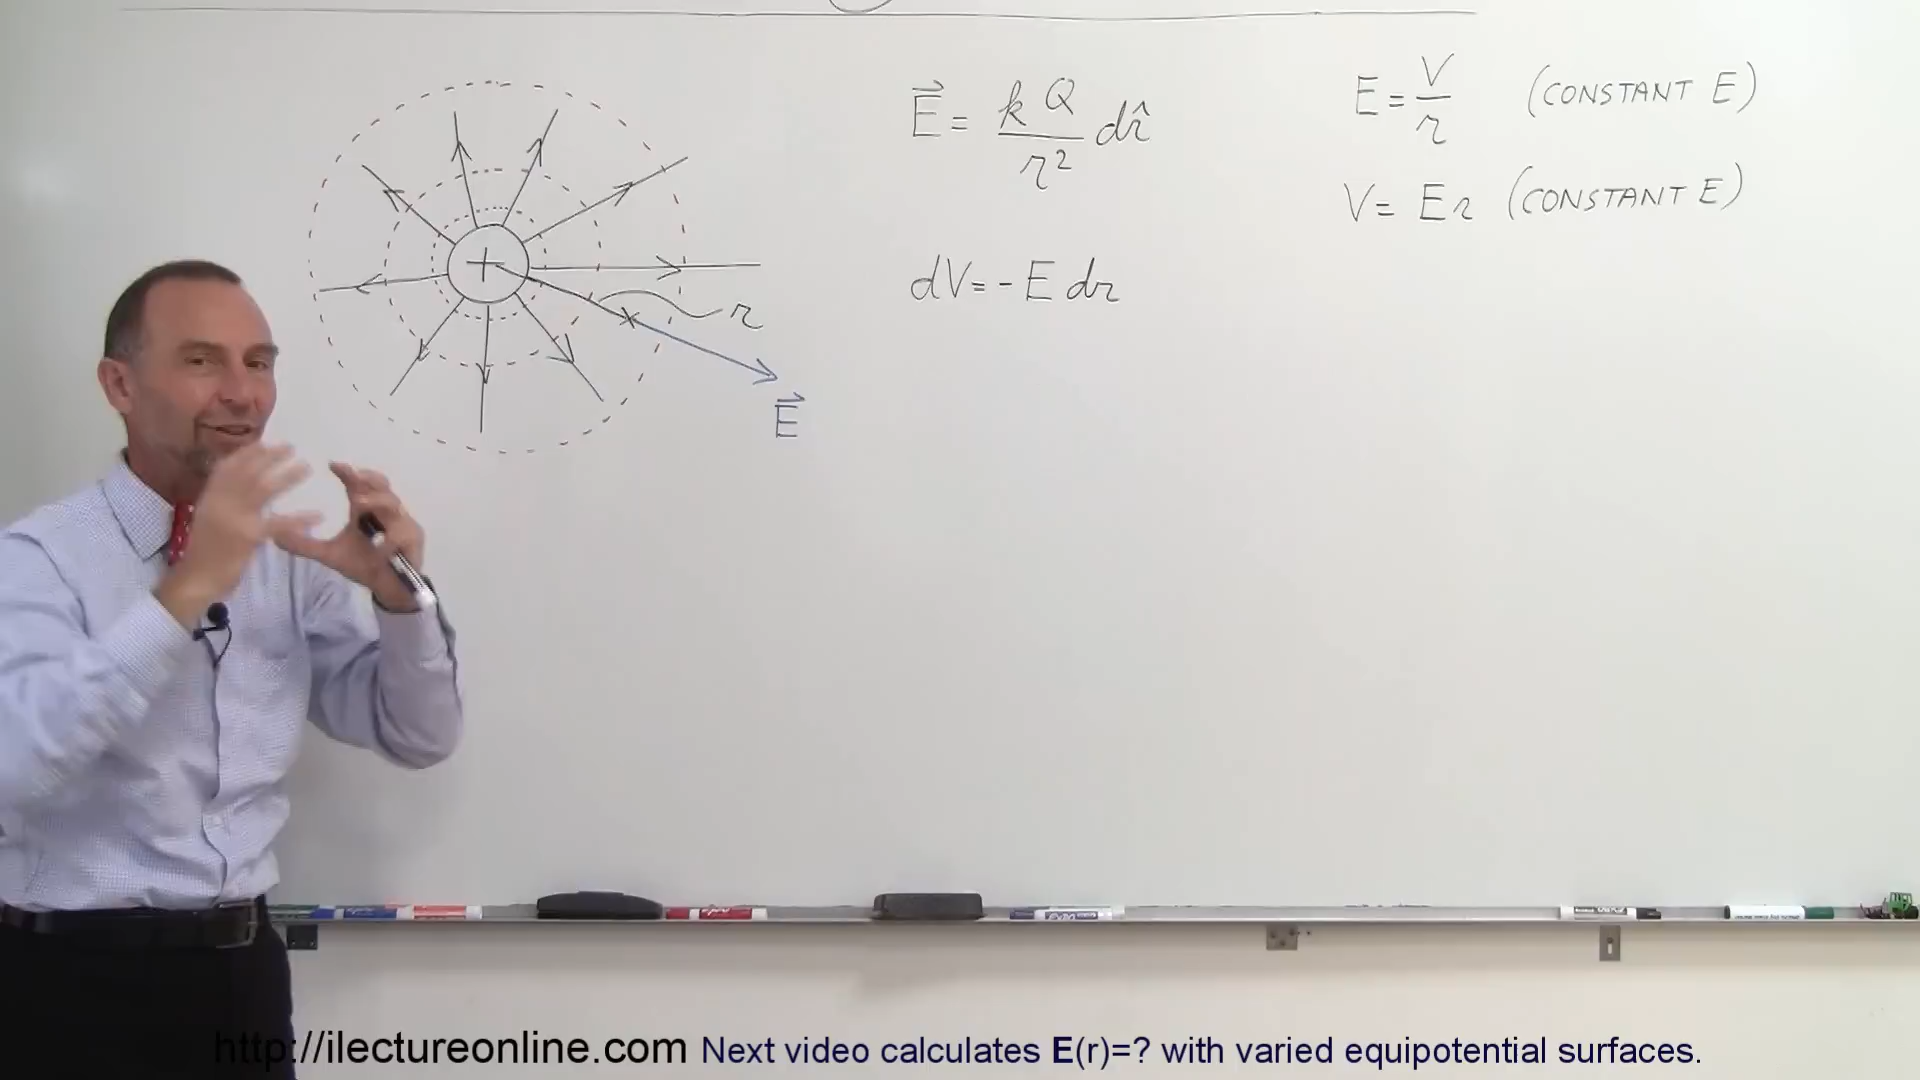 +
r
E⃗
E⃗ = kQ/r² dr̂
dV = - E dr
E = V/r (CONSTANT E)
V = Er (CONSTANT E)
http://ilectureonline.com Next video calculates E(r)=? with varied equipotential surfaces.